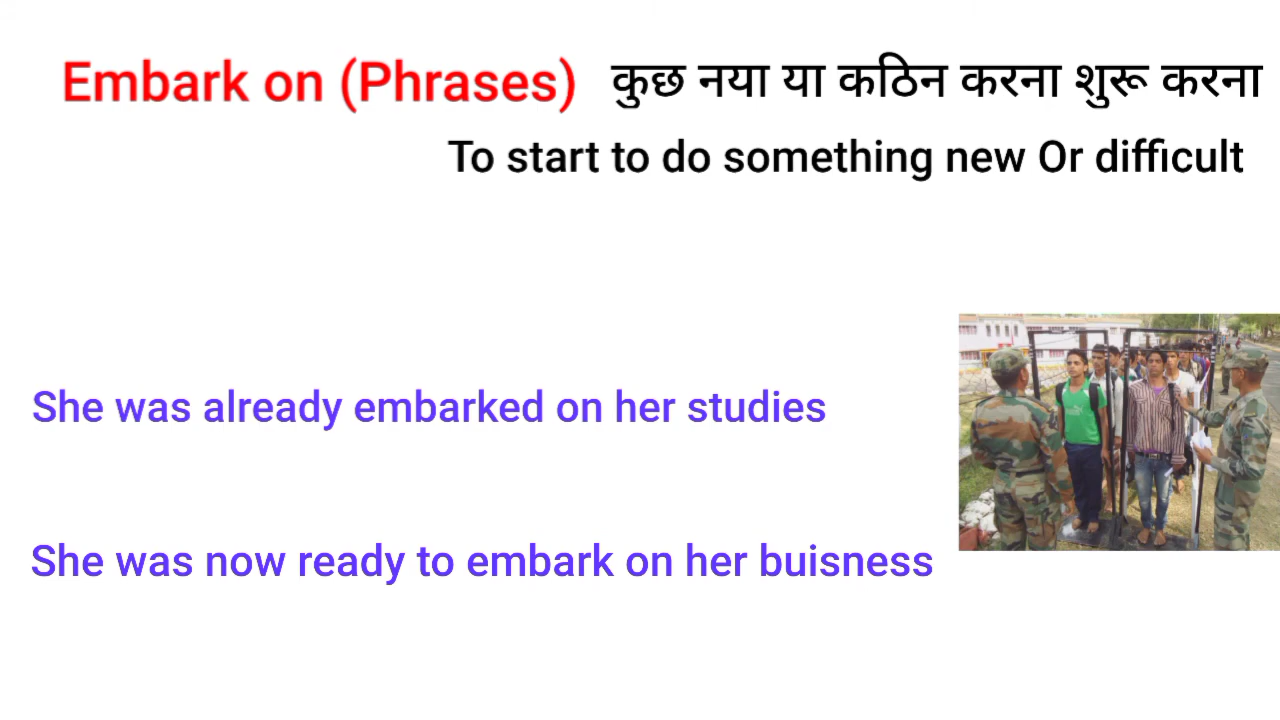 Embark on (Phrases) कुछ नया या कठिन करना शुरू करना
To start to do something new Or difficult
She was already embarked on her studies
She was now ready to embark on her buisness